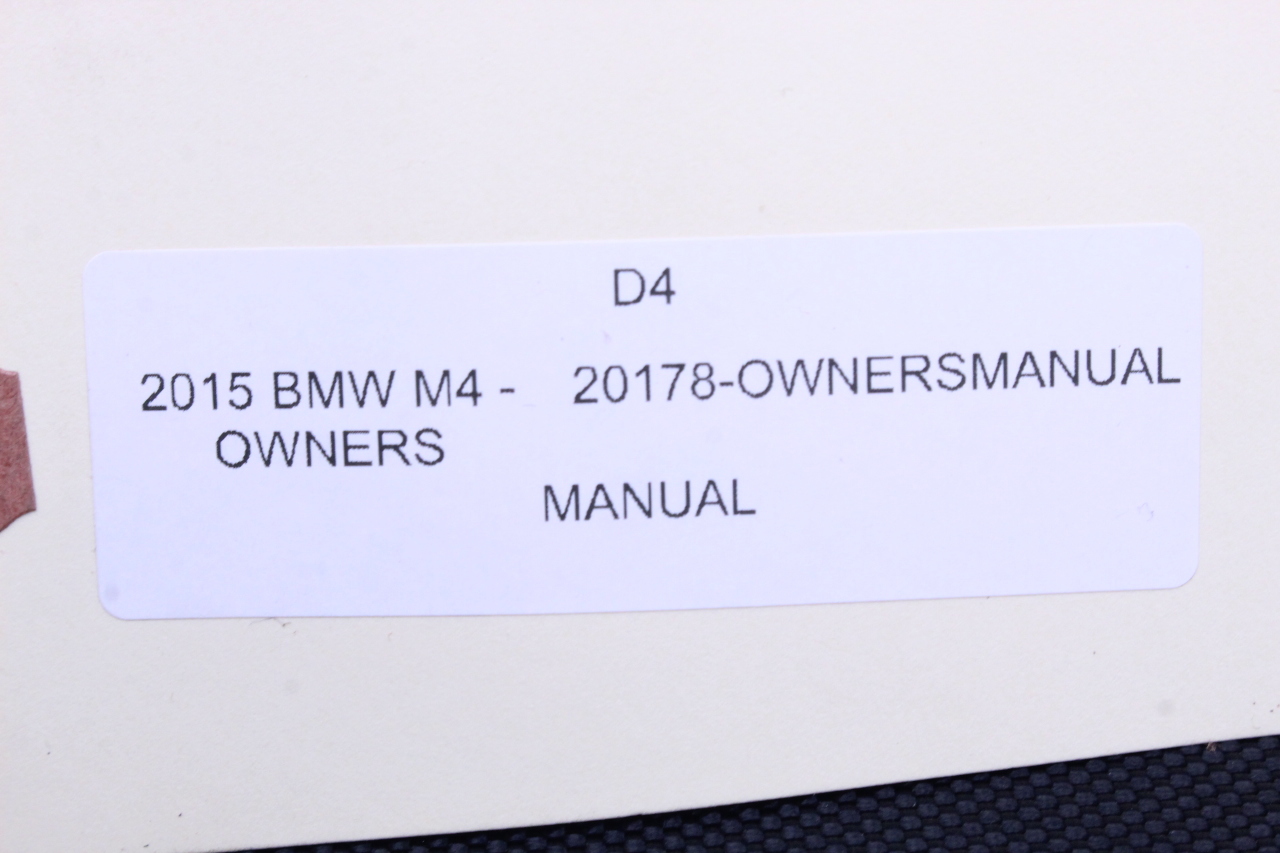 D4
2015 BMW M4 - 20178-OWNERSMANUAL
OWNERS
MANUAL